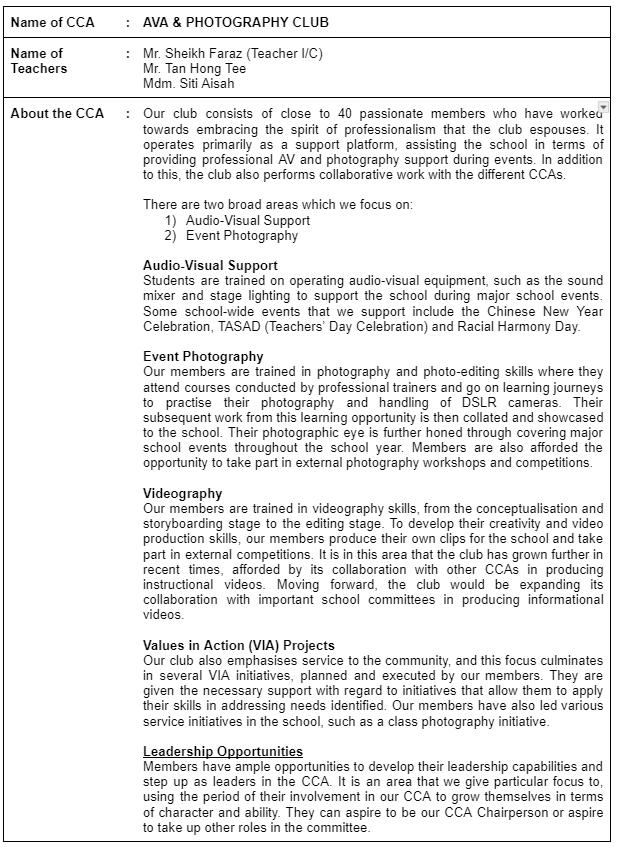 Name of CCA : AVA & PHOTOGRAPHY CLUB
Name of Teachers : Mr. Sheikh Faraz (Teacher I/C)
Mr. Tan Hong Tee
Mdm. Siti Aisah
About the CCA : Our club consists of close to 40 passionate members who have worked
towards embracing the spirit of professionalism that the club espouses. It
operates primarily as a support platform, assisting the school in terms of
providing professional AV and photography support during events. In addition
to this, the club also performs collaborative work with the different CCAs.
There are two broad areas which we focus on:
1) Audio-Visual Support
2) Event Photography
Audio-Visual Support
Students are trained on operating audio-visual equipment, such as the sound
mixer and stage lighting to support the school during major school events.
Some school-wide events that we support include the Chinese New Year
Celebration, TASAD (Teachers' Day Celebration) and Racial Harmony Day.
Event Photography
Our members are trained in photography and photo-editing skills where they
attend courses conducted by professional trainers and go on learning journeys
to practise their photography and handling of DSLR cameras. Their
subsequent work from this learning opportunity is then collated and showcased
to the school. Their photographic eye is further honed through covering major
school events throughout the school year. Members are also afforded the
opportunity to take part in external photography workshops and competitions.
Videography
Our members are trained in videography skills, from the conceptualisation and
storyboarding stage to the editing stage. To develop their creativity and video
production skills, our members produce their own clips for the school and take
part in external competitions. It is in this area that the club has grown further in
recent times, afforded by its collaboration with other CCAs in producing
instructional videos. Moving forward, the club would be expanding its
collaboration with important school committees in producing informational
videos.
Values in Action (VIA) Projects
Our club also emphasises service to the community, and this focus culminates
in several VIA initiatives, planned and executed by our members. They are
given the necessary support with regard to initiatives that allow them to apply
their skills in addressing needs identified. Our members have also led various
service initiatives in the school, such as a class photography initiative.
Leadership Opportunities
Members have ample opportunities to develop their leadership capabilities and
step up as leaders in the CCA. It is an area that we give particular focus to,
using the period of their involvement in our CCA to grow themselves in terms
of character and ability. They can aspire to be our CCA Chairperson or aspire
to take up other roles in the committee.